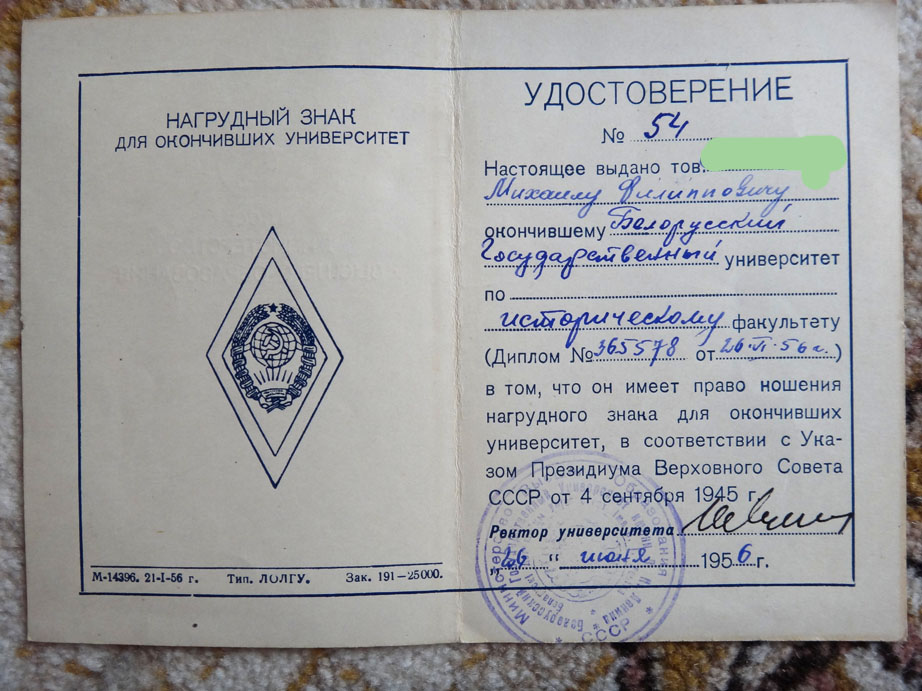 НАГРУДНЫЙ ЗНАК
ДЛЯ ОКОНЧИВШИХ УНИВЕРСИТЕТ
М-14396. 21-I-56 г. Тип. ЛОЛГУ. Зак. 191—25000.
УДОСТОВЕРЕНИЕ
№ 54
Настоящее выдано тов.
Михаилу Филипповичу
окончившему Белорусский
Государственный университет
по
историческому факультету
(Диплом № 365578 от 26-VI-56 г.)
в том, что он имеет право ношения
нагрудного знака для окончивших
университет, в соответствии с Ука-
зом Президиума Верховного Совета
СССР от 4 сентября 1945 г.
Ректор университета
"26" июня 1956 г.
СССР